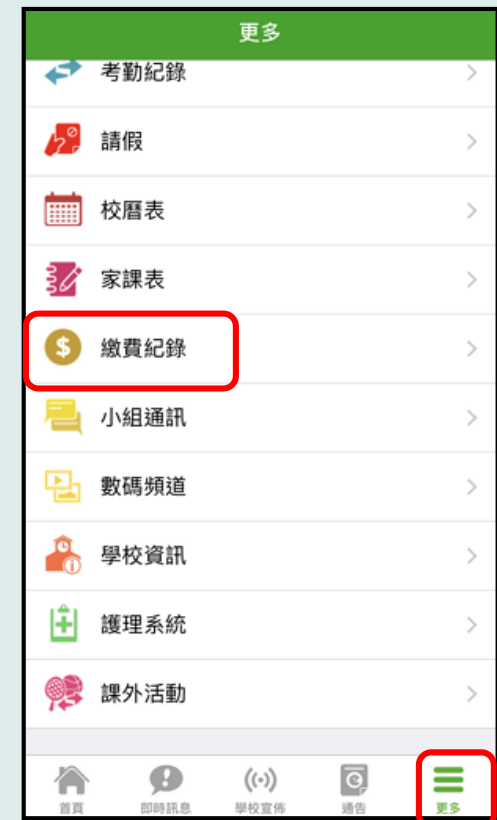 更多
考勤紀錄
請假
校曆表
家課表
繳費紀錄
小組通訊
數碼頻道
學校資訊
護理系統
課外活動
首頁 即時訊息 學校宣佈 通告 更多